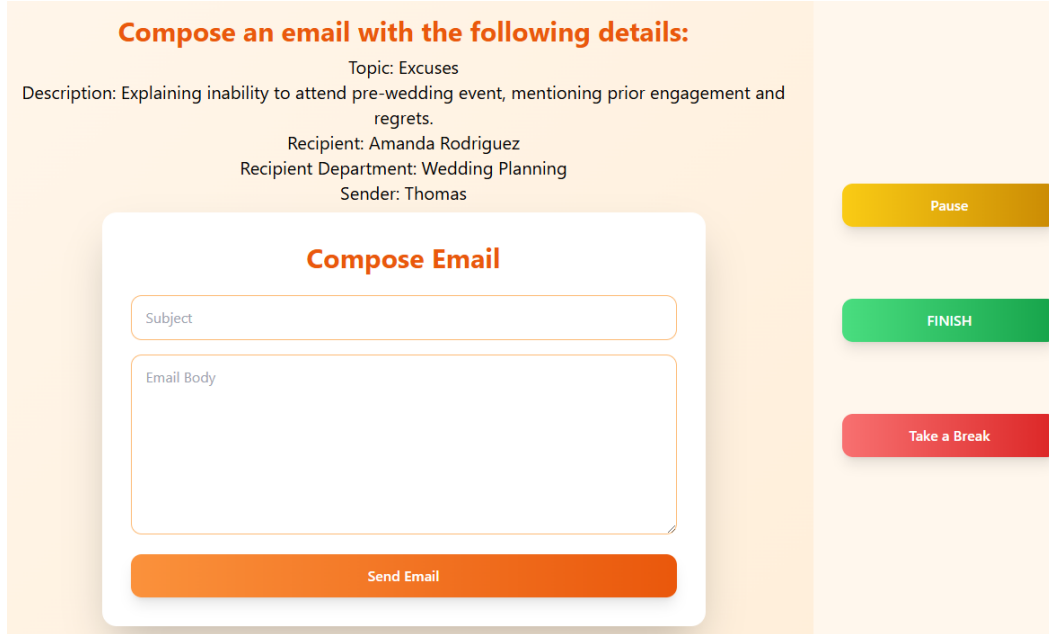 Compose an email with the following details:
Topic: Excuses
Description: Explaining inability to attend pre-wedding event, mentioning prior engagement and
regrets.
Recipient: Amanda Rodriguez
Recipient Department: Wedding Planning
Sender: Thomas
Compose Email
Subject
Email Body
Send Email
Pause
FINISH
Take a Break